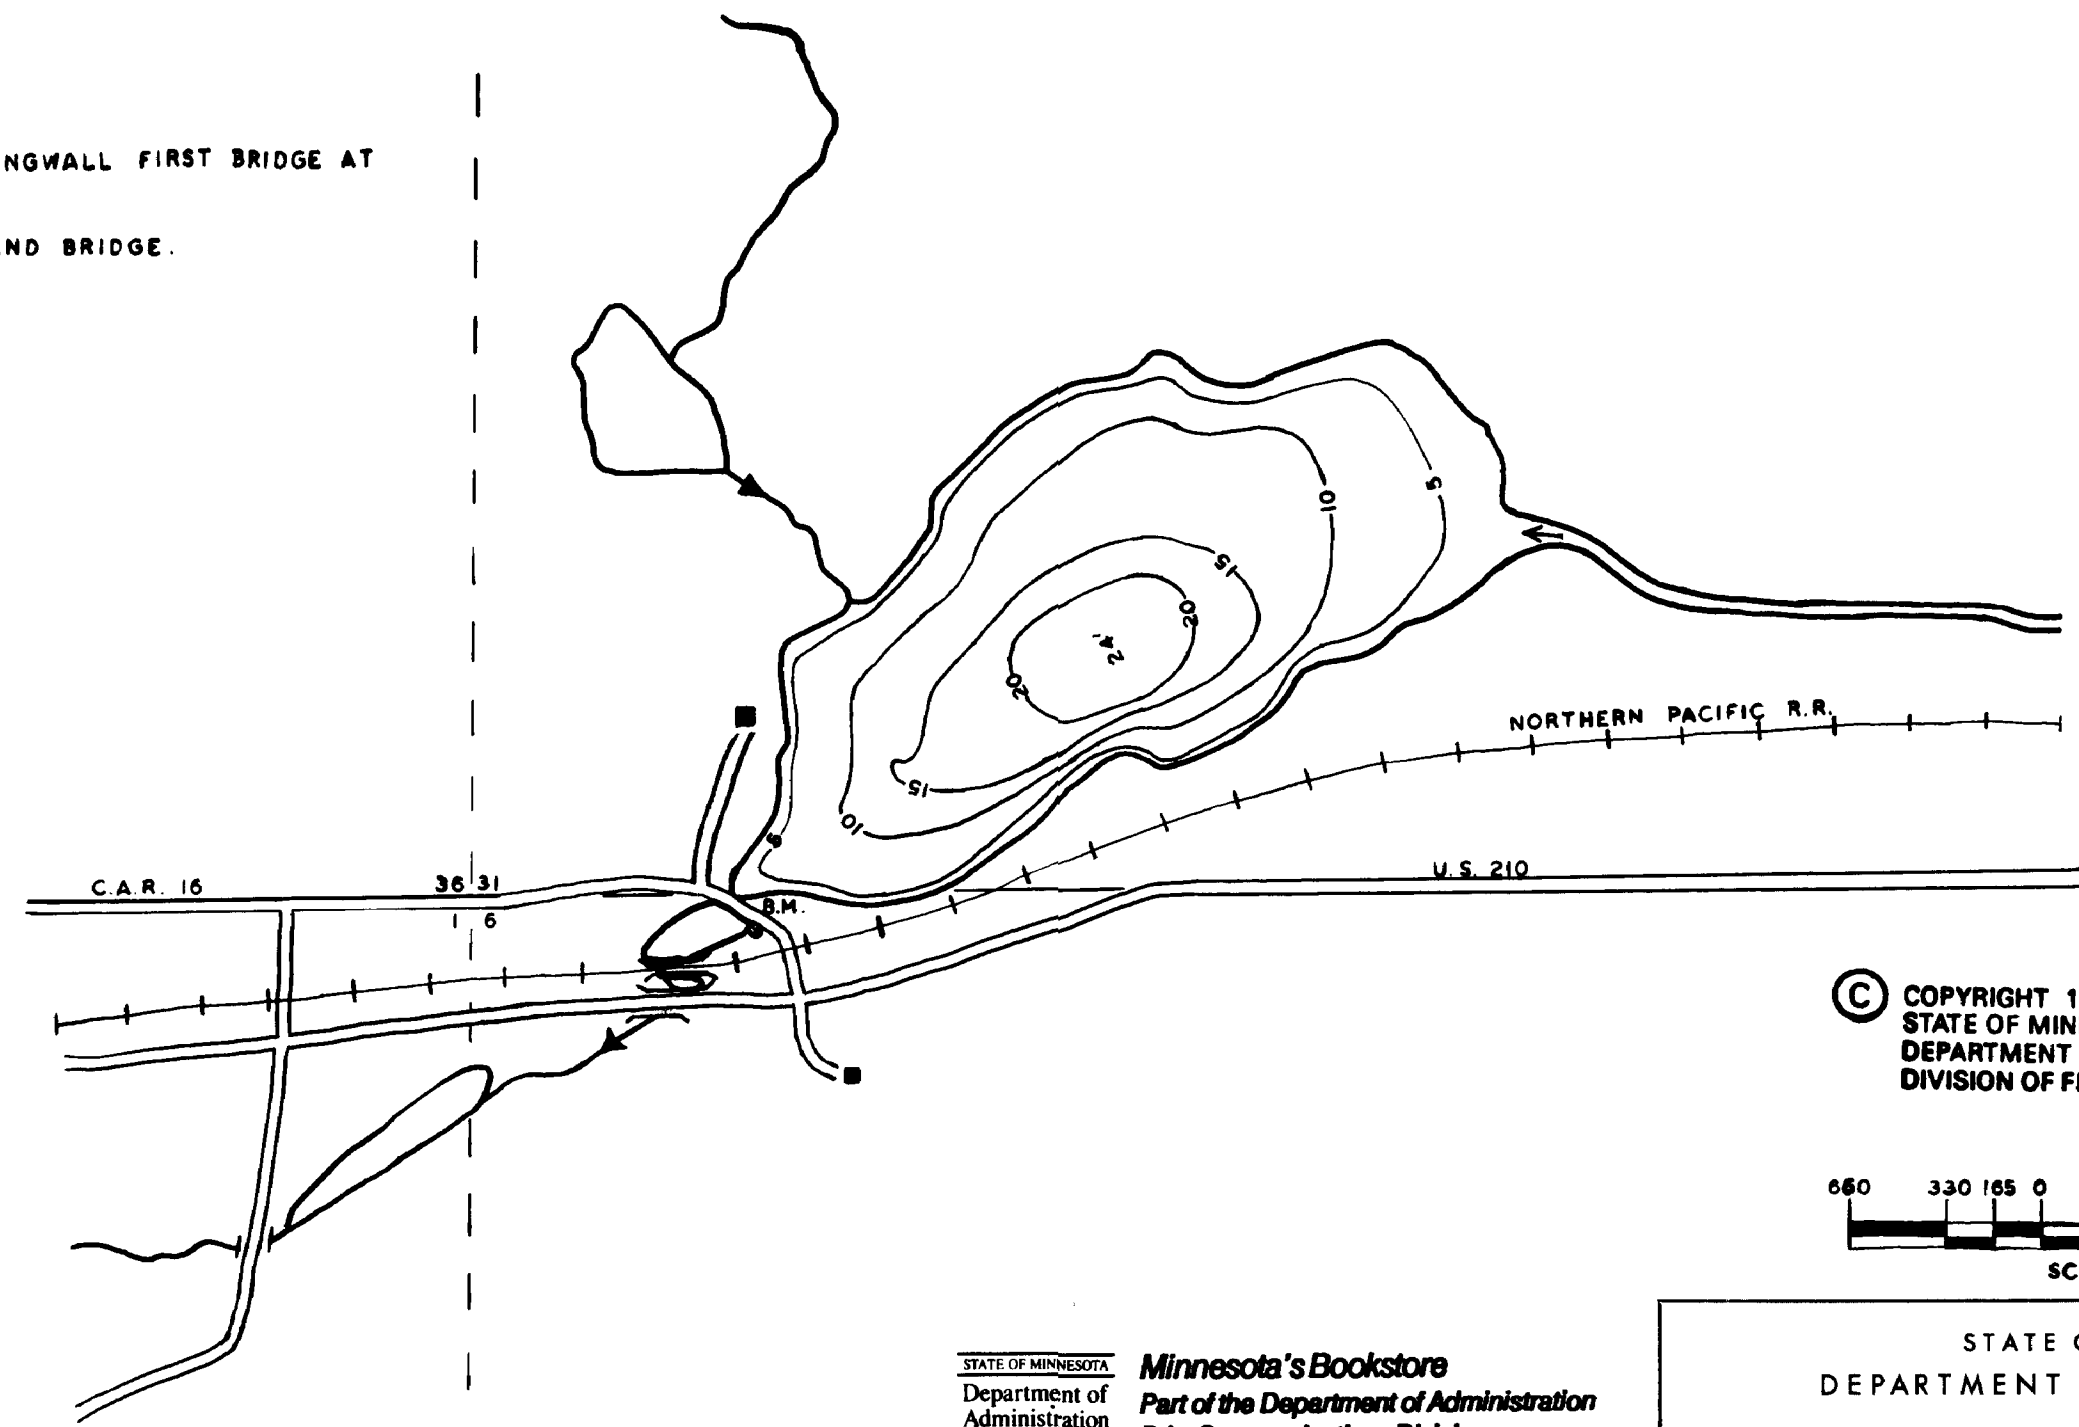 NGWALL FIRST BRIDGE AT
ND BRIDGE.
10
5
15
20
24'
20
NORTHERN PACIFIC R.R.
15
10
5
C.A.R. 16
36 31
U.S. 210
1 6
B.M.
C COPYRIGHT 1
STATE OF MIN
DEPARTMENT
DIVISION OF F
660 330 165 0
SC
STATE OF MINNESOTA
Department of
Administration
Minnesota's Bookstore
Part of the Department of Administration
STATE
DEPARTMENT